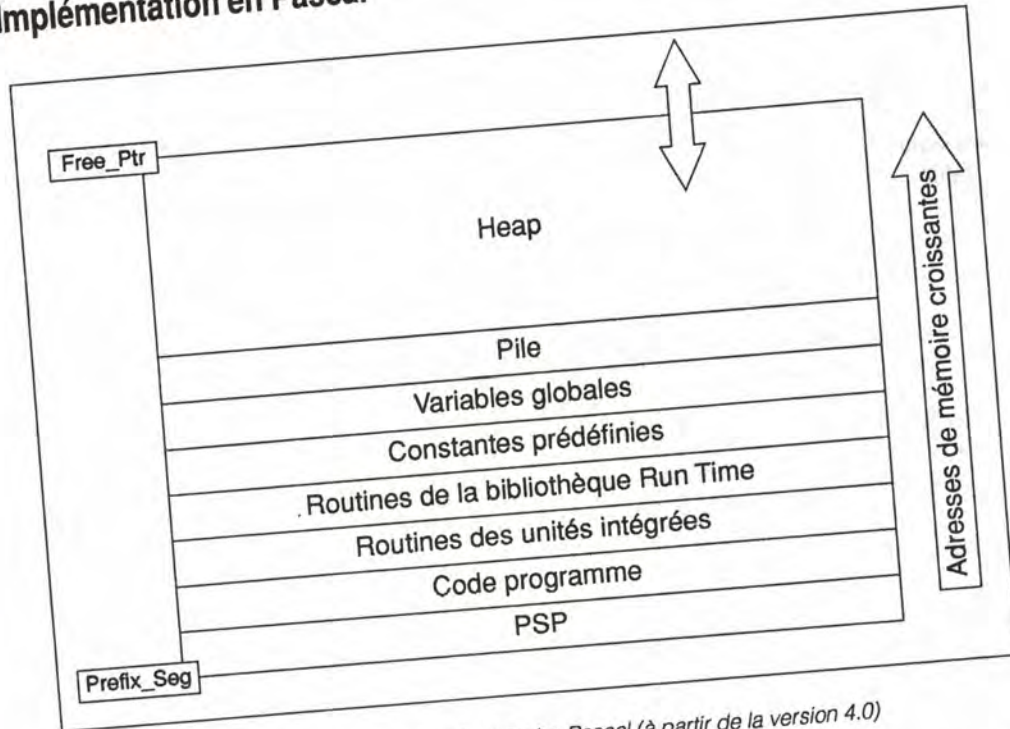 Implémentation en Pascal
Free_Ptr
Heap
Pile
Variables globales
Constantes prédéfinies
Routines de la bibliothèque Run Time
Routines des unités intégrées
Code programme
PSP
Prefix_Seg
Adresses de mémoire croissantes
Pascal (à partir de la version 4.0)